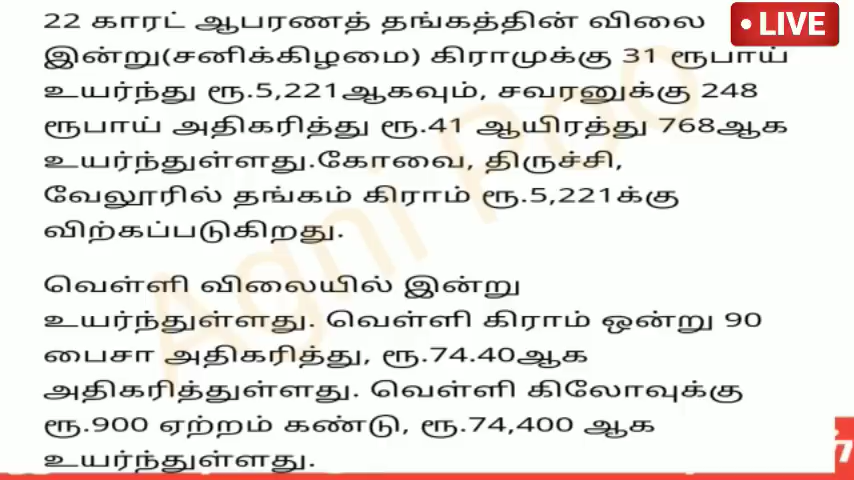 22 காரட் ஆபரணத் தங்கத்தின் விலை
LIVE
இன்று(சனிக்கிழமை) கிராமுக்கு 31 ரூபாய்
உயர்ந்து ரூ.5,221ஆகவும், சவரனுக்கு 248
ரூபாய் அதிகரித்து ரூ.41 ஆயிரத்து 768ஆக
உயர்ந்துள்ளது.கோவை, திருச்சி,
வேலூரில் தங்கம் கிராம் ரூ.5,221க்கு
விற்கப்படுகிறது.
வெள்ளி விலையில் இன்று
உயர்ந்துள்ளது. வெள்ளி கிராம் ஒன்று 90
பைசா அதிகரித்து, ரூ.74.40ஆக
அதிகரித்துள்ளது. வெள்ளி கிலோவுக்கு
ரூ.900 ஏற்றம் கண்டு, ரூ.74,400 ஆக
உயர்ந்துள்ளது.
Agni Poo